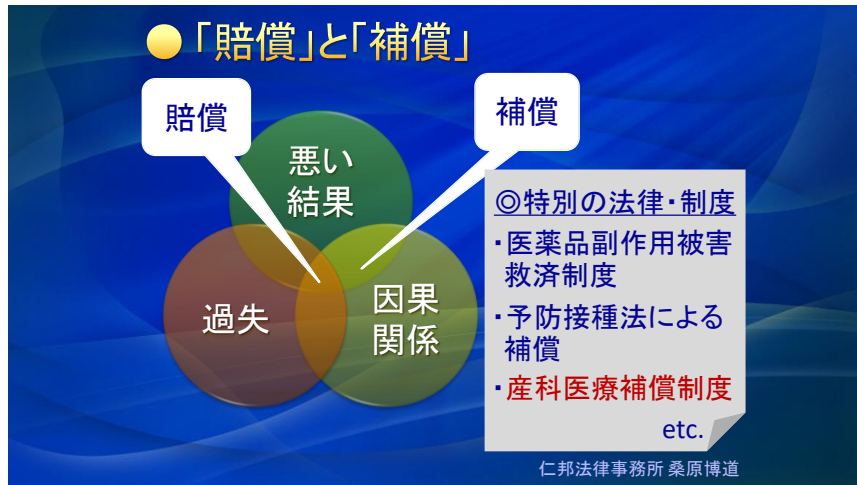 ●「賠償」と「補償」
賠償
補償
悪い
結果
過失
因果
関係
◎特別の法律・制度
・医薬品副作用被害
救済制度
・予防接種法による
補償
・産科医療補償制度
etc.
仁邦法律事務所 桑原博道